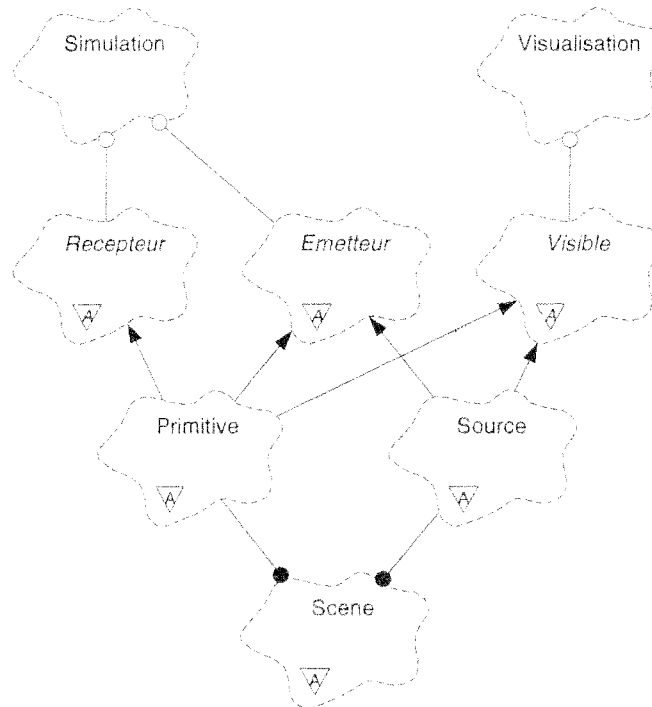 Simulation
Visualisation
Recepteur
Emetteur
Visible
A
A
A
Primitive
Source
A
A
Scene
A